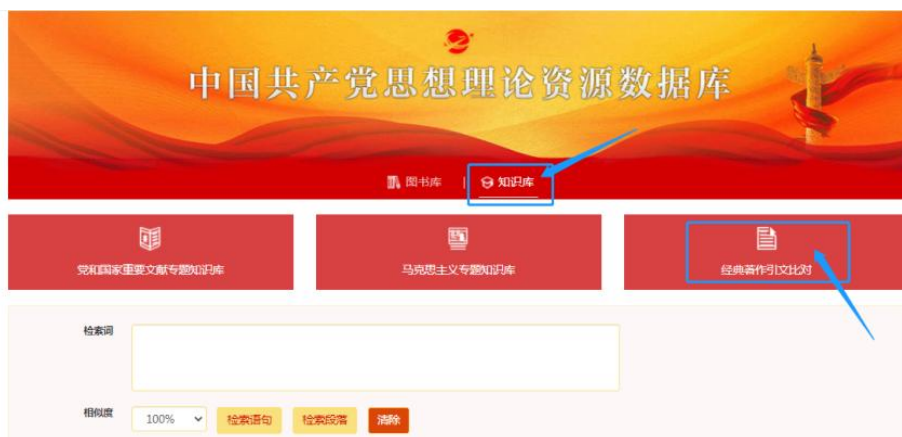 中国共产党思想理论资源数据库
图书库 | 知识库
党和国家重要文献专题知识库
马克思主义专题知识库
经典著作引文比对
检索词
相似度 100% 检索语句 检索段落 清除